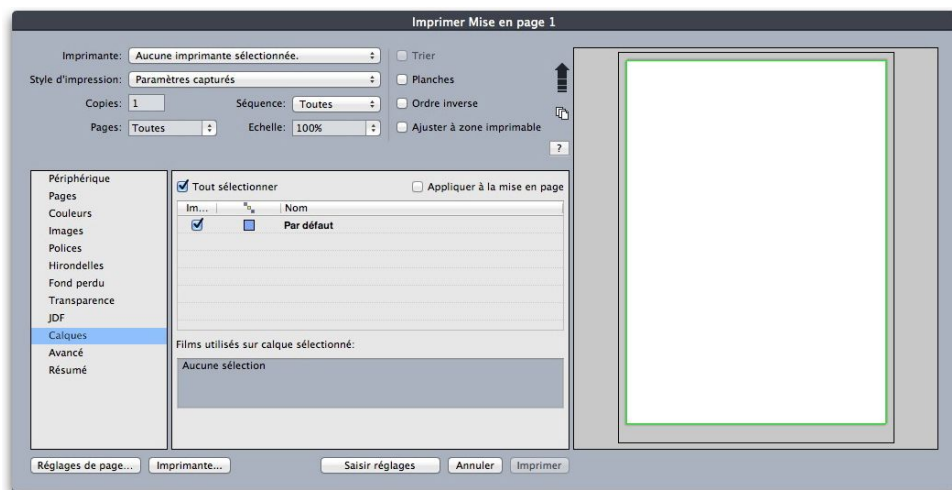 Imprimer Mise en page 1
Imprimante: Aucune imprimante sélectionnée.
Style d'impression: Paramètres capturés
Copies: 1 Séquence: Toutes
Pages: Toutes Echelle: 100%
Trier
Planches
Ordre inverse
Ajuster à zone imprimable
?
Périphérique
Pages
Couleurs
Images
Polices
Hirondelles
Fond perdu
Transparence
JDF
Calques
Avancé
Résumé
Tout sélectionner Appliquer à la mise en page
Im... Nom
Par défaut
Films utilisés sur calque sélectionné:
Aucune sélection
Réglages de page... Imprimante... Saisir réglages Annuler Imprimer